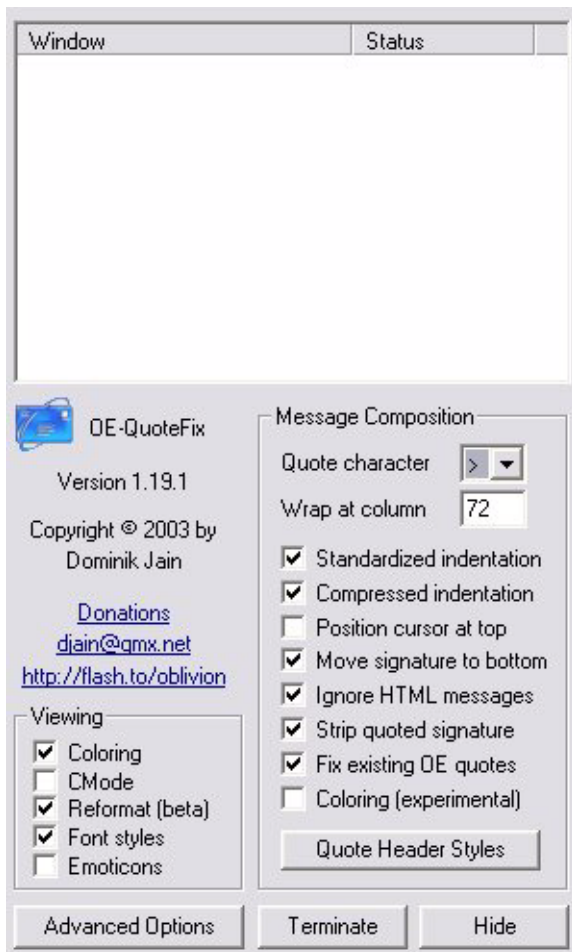 Window Status
OE-QuoteFix
Version 1.19.1
Copyright © 2003 by
Dominik Jain
Donations
djain@gmx.net
http://flash.to/oblivion
Viewing
Coloring
CMode
Reformat (beta)
Font styles
Emoticons
Message Composition
Quote character >
Wrap at column 72
Standardized indentation
Compressed indentation
Position cursor at top
Move signature to bottom
Ignore HTML messages
Strip quoted signature
Fix existing OE quotes
Coloring (experimental)
Quote Header Styles
Advanced Options Terminate Hide